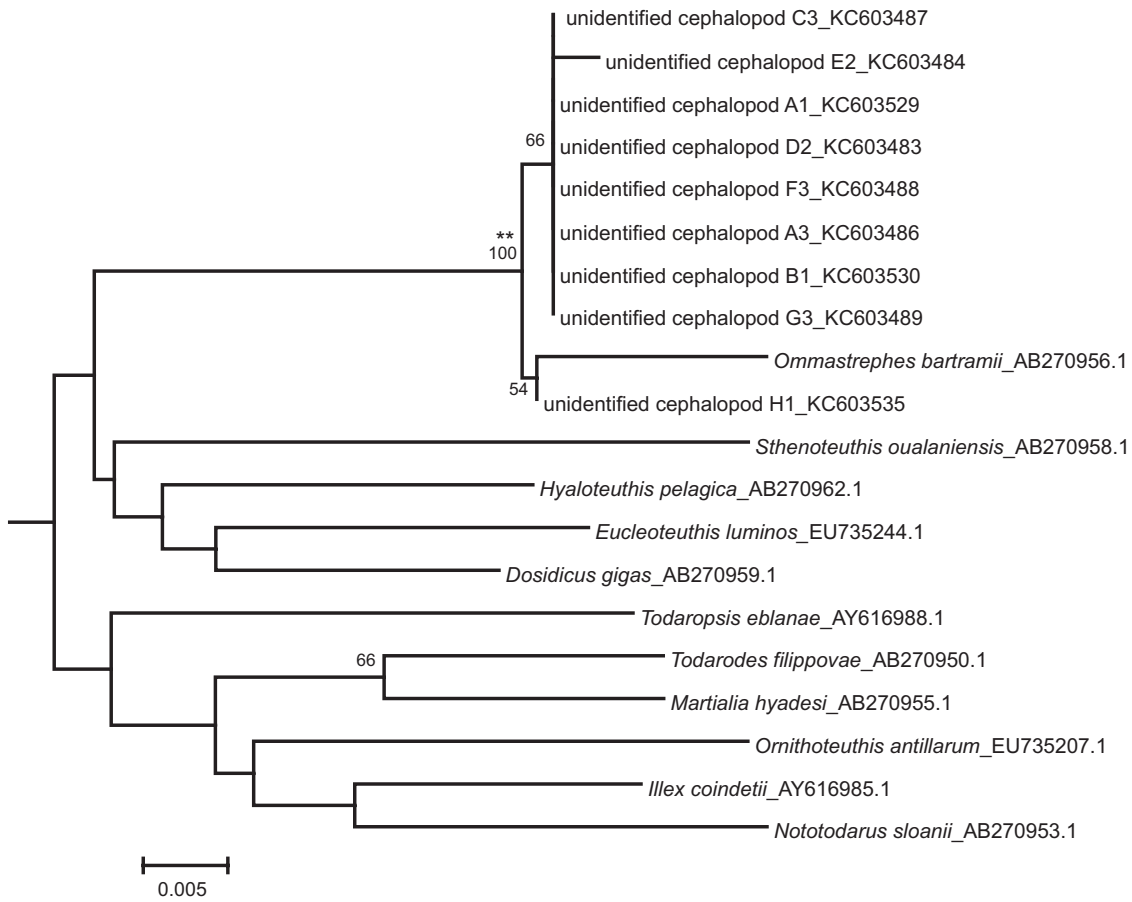 unidentified cephalopod C3_KC603487
unidentified cephalopod E2_KC603484
unidentified cephalopod A1_KC603529
66
unidentified cephalopod D2_KC603483
unidentified cephalopod F3_KC603488
**
unidentified cephalopod A3_KC603486
100
unidentified cephalopod B1_KC603530
unidentified cephalopod G3_KC603489
Ommastrephes bartramii_AB270956.1
54
unidentified cephalopod H1_KC603535
Sthenoteuthis oualaniensis_AB270958.1
Hyaloteuthis pelagica_AB270962.1
Eucleoteuthis luminos_EU735244.1
Dosidicus gigas_AB270959.1
Todaropsis eblanae_AY616988.1
66
Todarodes filippovae_AB270950.1
Martialia hyadesi_AB270955.1
Ornithoteuthis antillarum_EU735207.1
Illex coindetii_AY616985.1
Nototodarus sloanii_AB270953.1
0.005